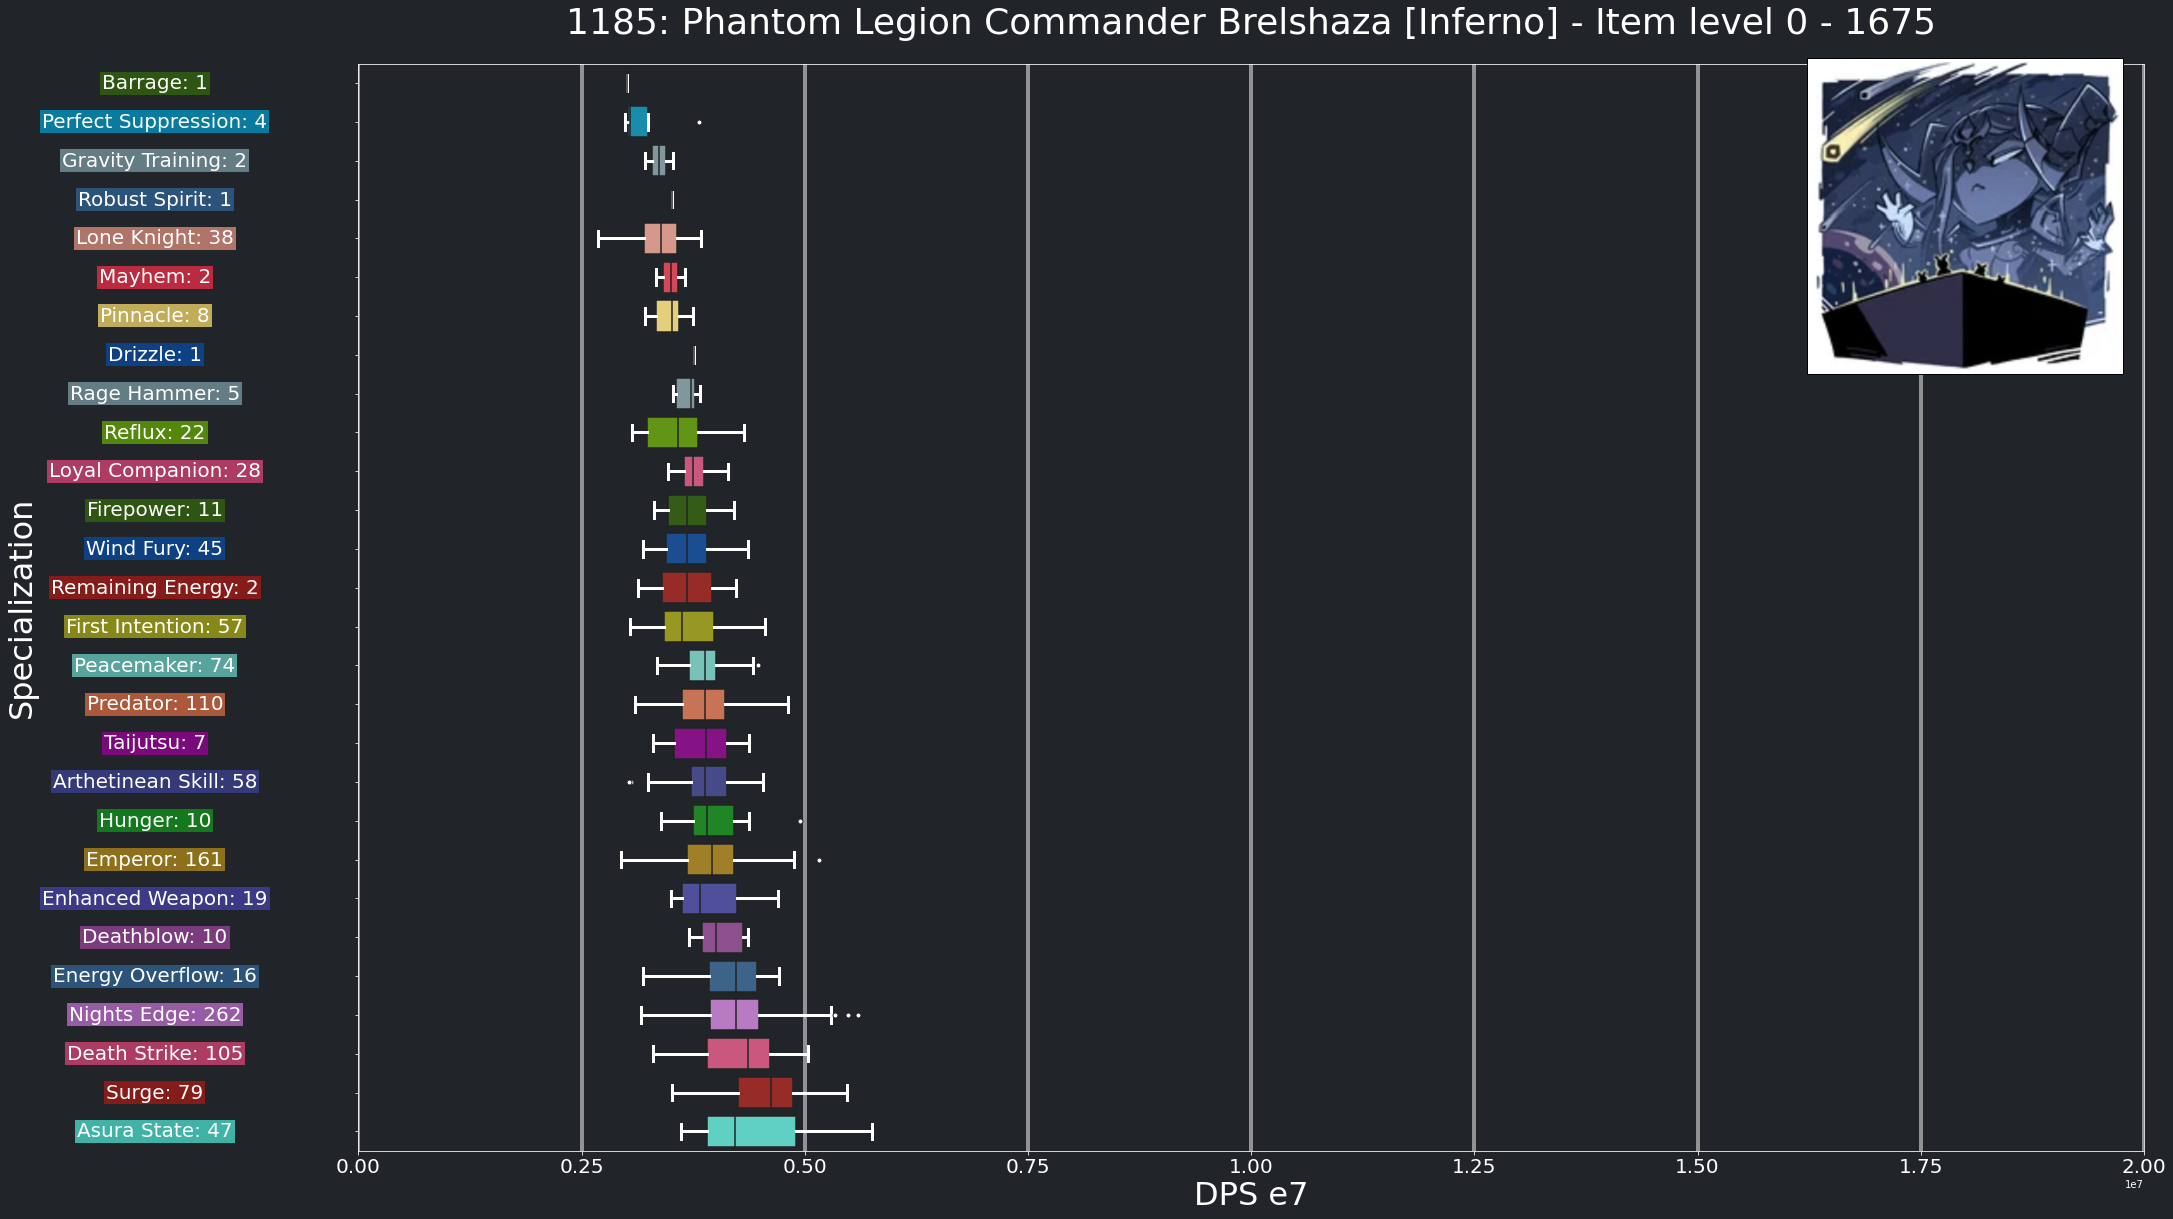 1185: Phantom Legion Commander Brelshaza [Inferno] - Item level 0 - 1675
Specialization
Barrage: 1
Perfect Suppression: 4
Gravity Training: 2
Robust Spirit: 1
Lone Knight: 38
Mayhem: 2
Pinnacle: 8
Drizzle: 1
Rage Hammer: 5
Reflux: 22
Loyal Companion: 28
Firepower: 11
Wind Fury: 45
Remaining Energy: 2
First Intention: 57
Peacemaker: 74
Predator: 110
Taijutsu: 7
Arthetinean Skill: 58
Hunger: 10
Emperor: 161
Enhanced Weapon: 19
Deathblow: 10
Energy Overflow: 16
Nights Edge: 262
Death Strike: 105
Surge: 79
Asura State: 47
0.00 0.25 0.50 0.75 1.00 1.25 1.50 1.75 2.00
1e7
DPS e7